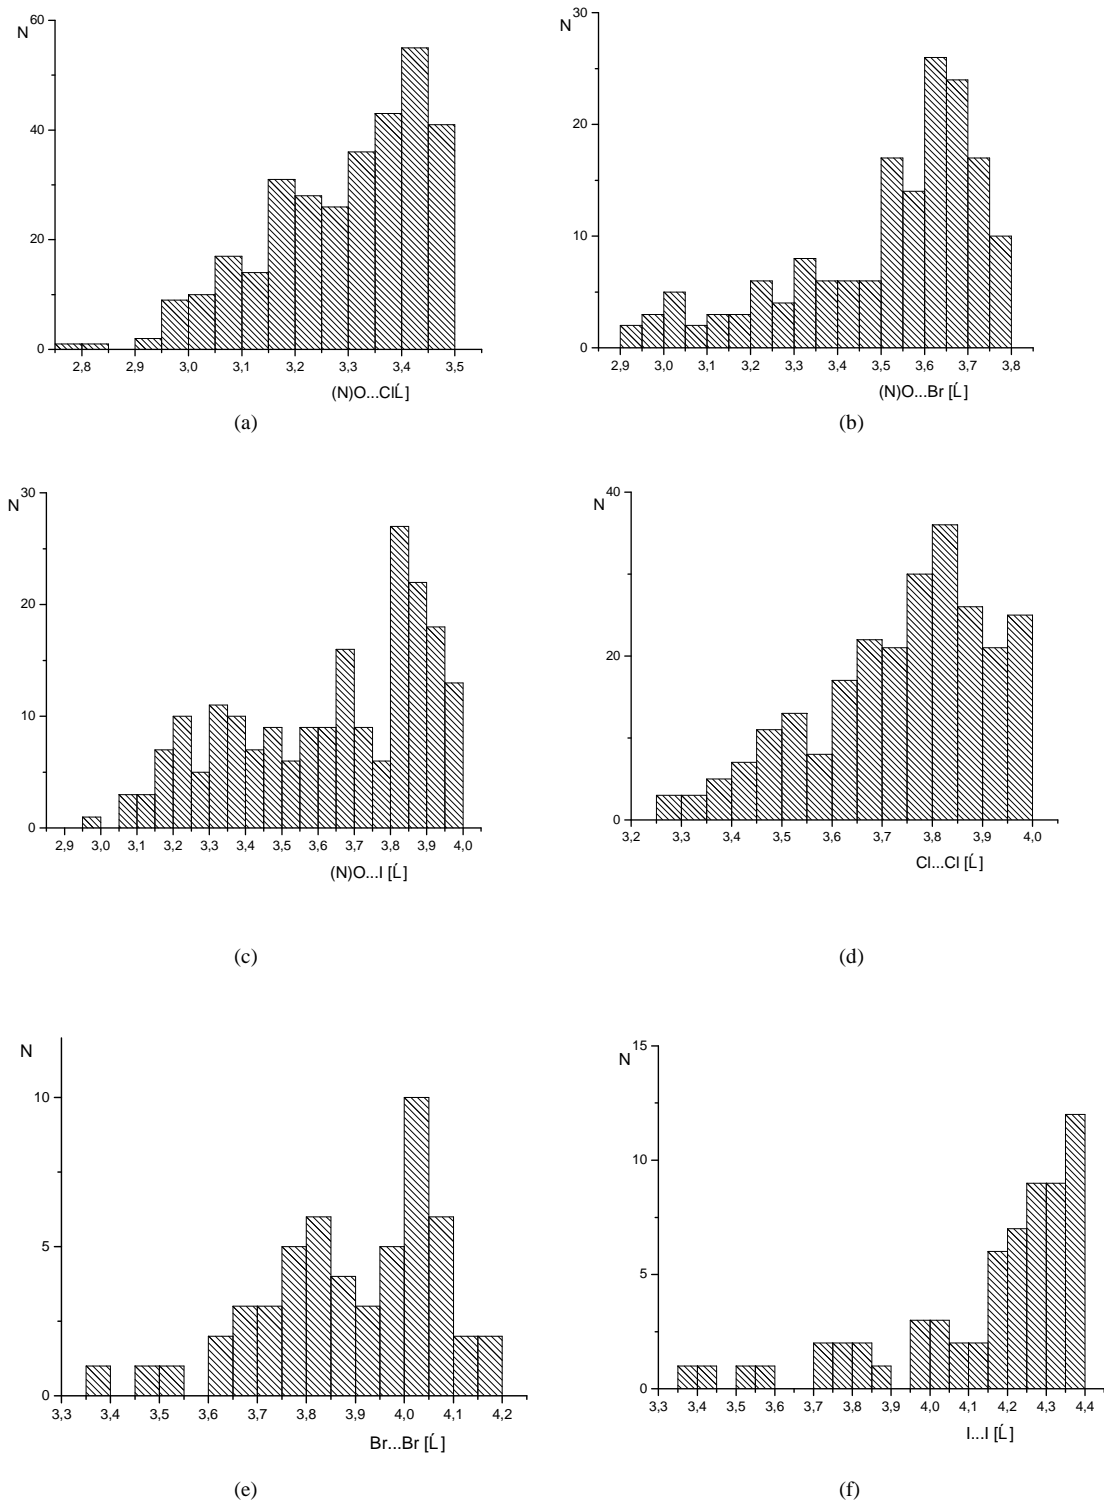 N
60
40
20
0
2,8 2,9 3,0 3,1 3,2 3,3 3,4 3,5
(N)O...ClĹ]
(a)
N
30
20
10
0
2,9 3,0 3,1 3,2 3,3 3,4 3,5 3,6 3,7 3,8
(N)O...Br [Ĺ]
(b)
N
30
20
10
0
2,9 3,0 3,1 3,2 3,3 3,4 3,5 3,6 3,7 3,8 3,9 4,0
(N)O...I [Ĺ]
(c)
N
40
20
0
3,2 3,3 3,4 3,5 3,6 3,7 3,8 3,9 4,0
Cl...Cl [Ĺ]
(d)
N
10
5
0
3,3 3,4 3,5 3,6 3,7 3,8 3,9 4,0 4,1 4,2
Br...Br [Ĺ]
(e)
N
15
10
5
0
3,3 3,4 3,5 3,6 3,7 3,8 3,9 4,0 4,1 4,2 4,3 4,4
I...I [Ĺ]
(f)